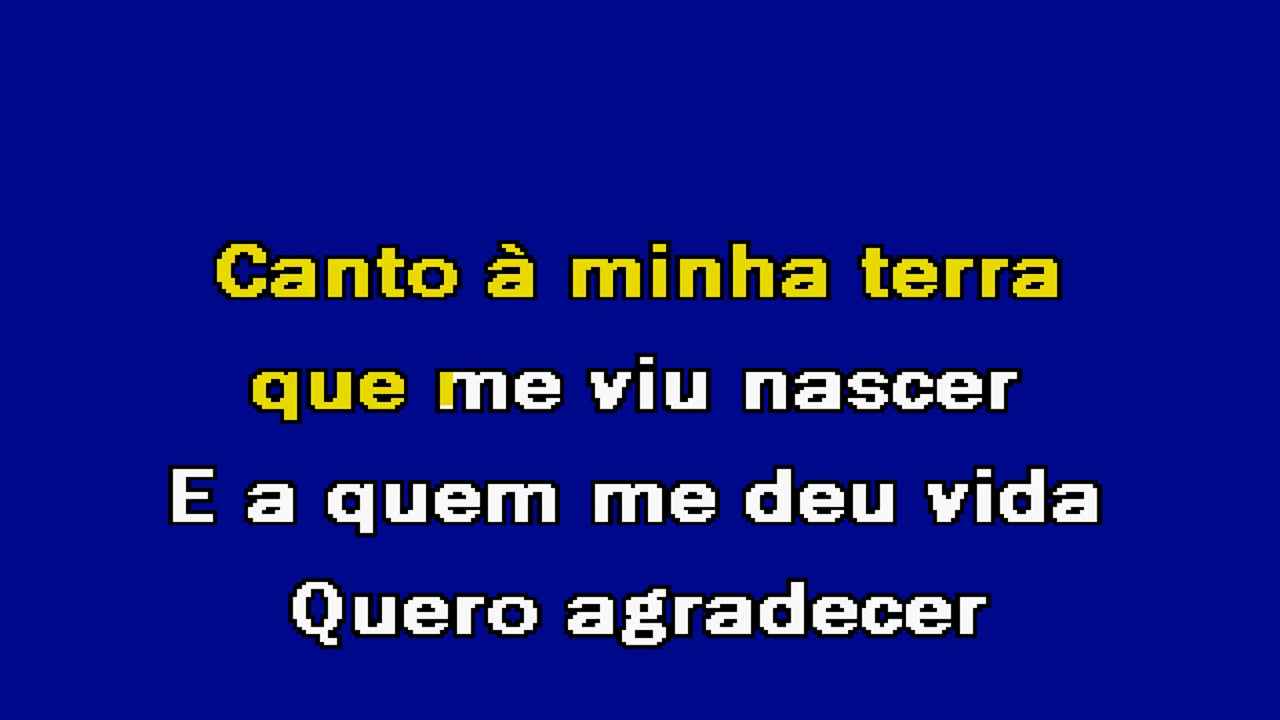 Canto à minha terra
que me viu nascer
E a quem me deu vida
Quero agradecer